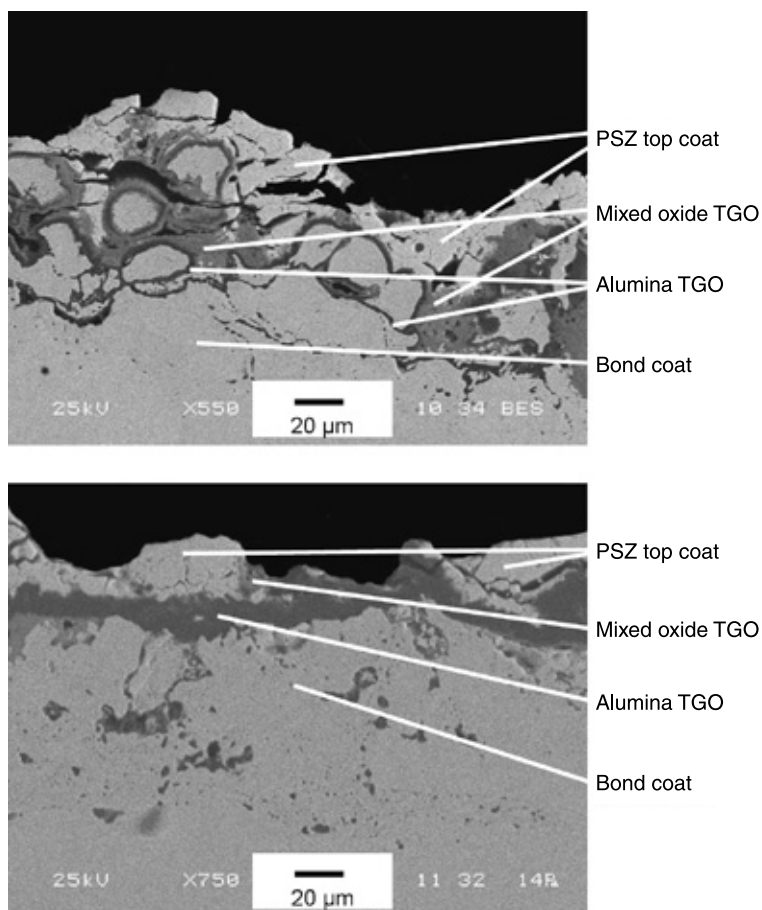 PSZ top coat
Mixed oxide TGO
Alumina TGO
Bond coat
25kV X550 20 µm 10 34 BES
PSZ top coat
Mixed oxide TGO
Alumina TGO
Bond coat
25kV X750 20 µm 11 32